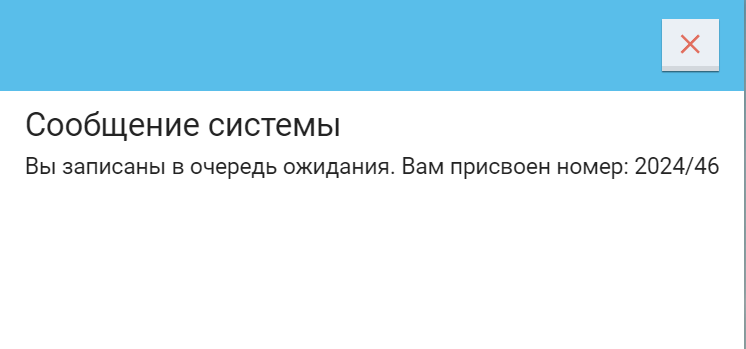 Сообщение системы
Вы записаны в очередь ожидания. Вам присвоен номер: 2024/46